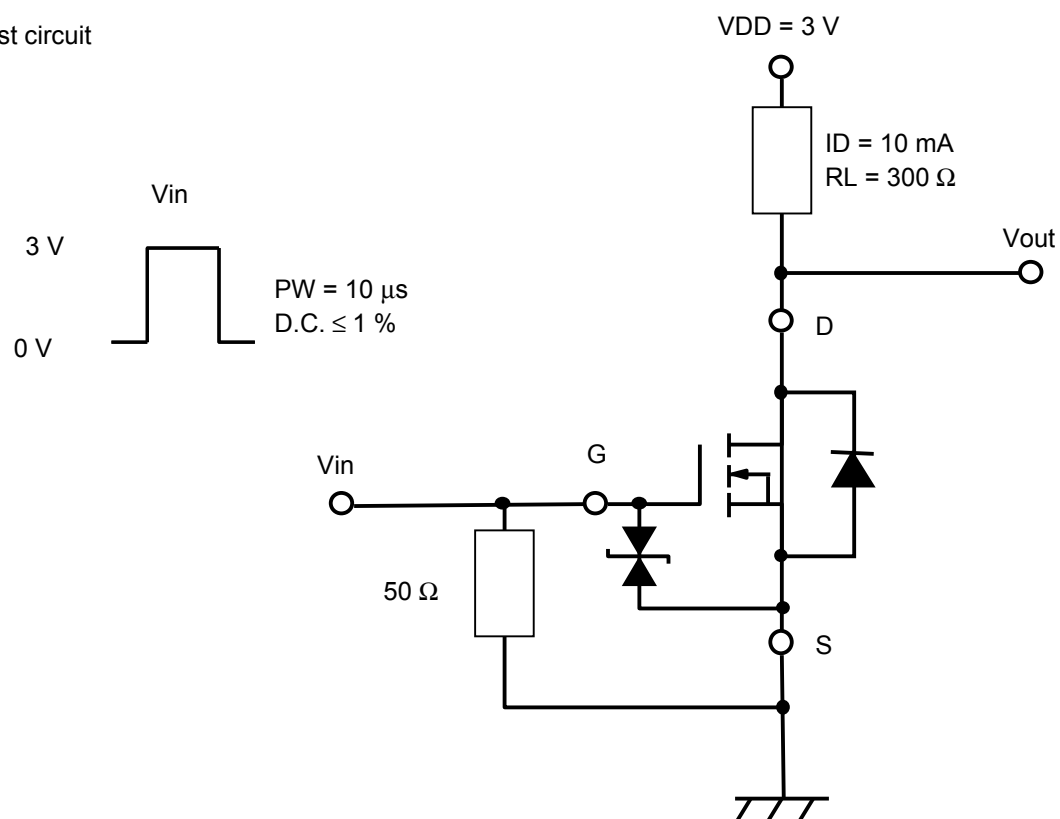 st circuit
VDD = 3 V
ID = 10 mA
RL = 300 Ω
Vin
3 V
0 V
PW = 10 μs
D.C. ≤ 1 %
Vout
D
Vin
G
50 Ω
S